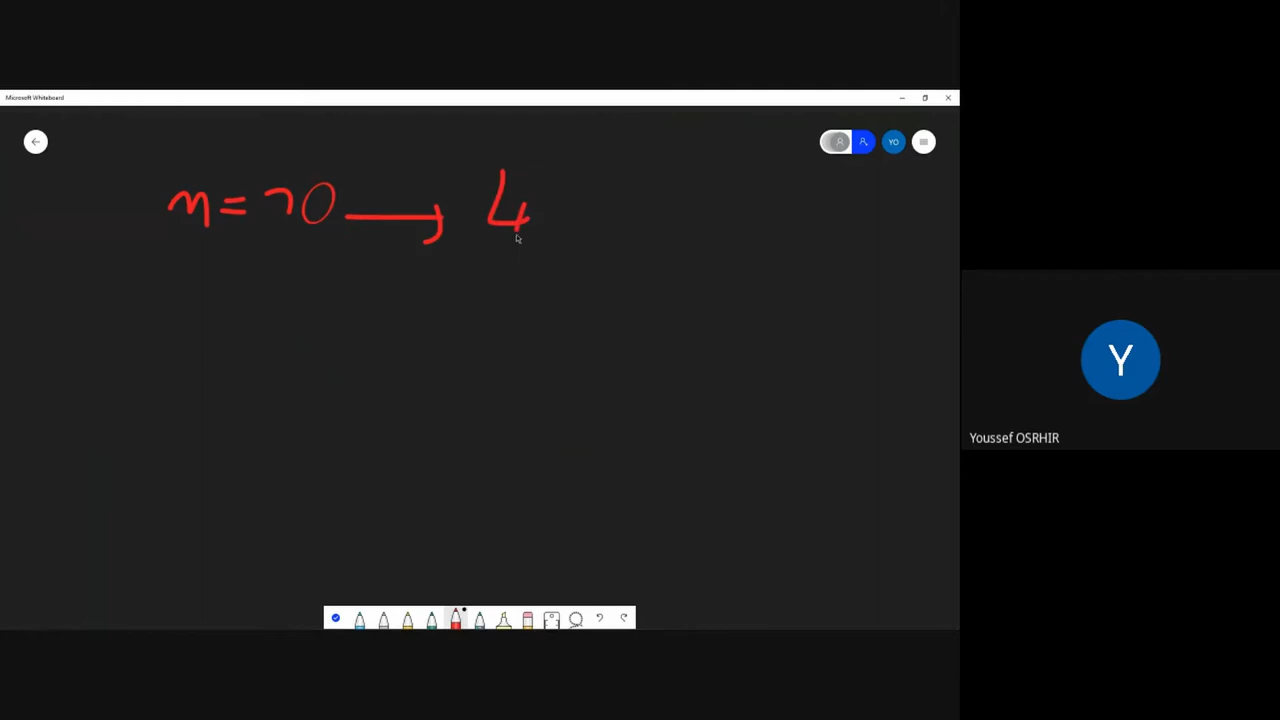 Microsoft Whiteboard
YO
n = 70 → 4
Y
Youssef OSRHIR